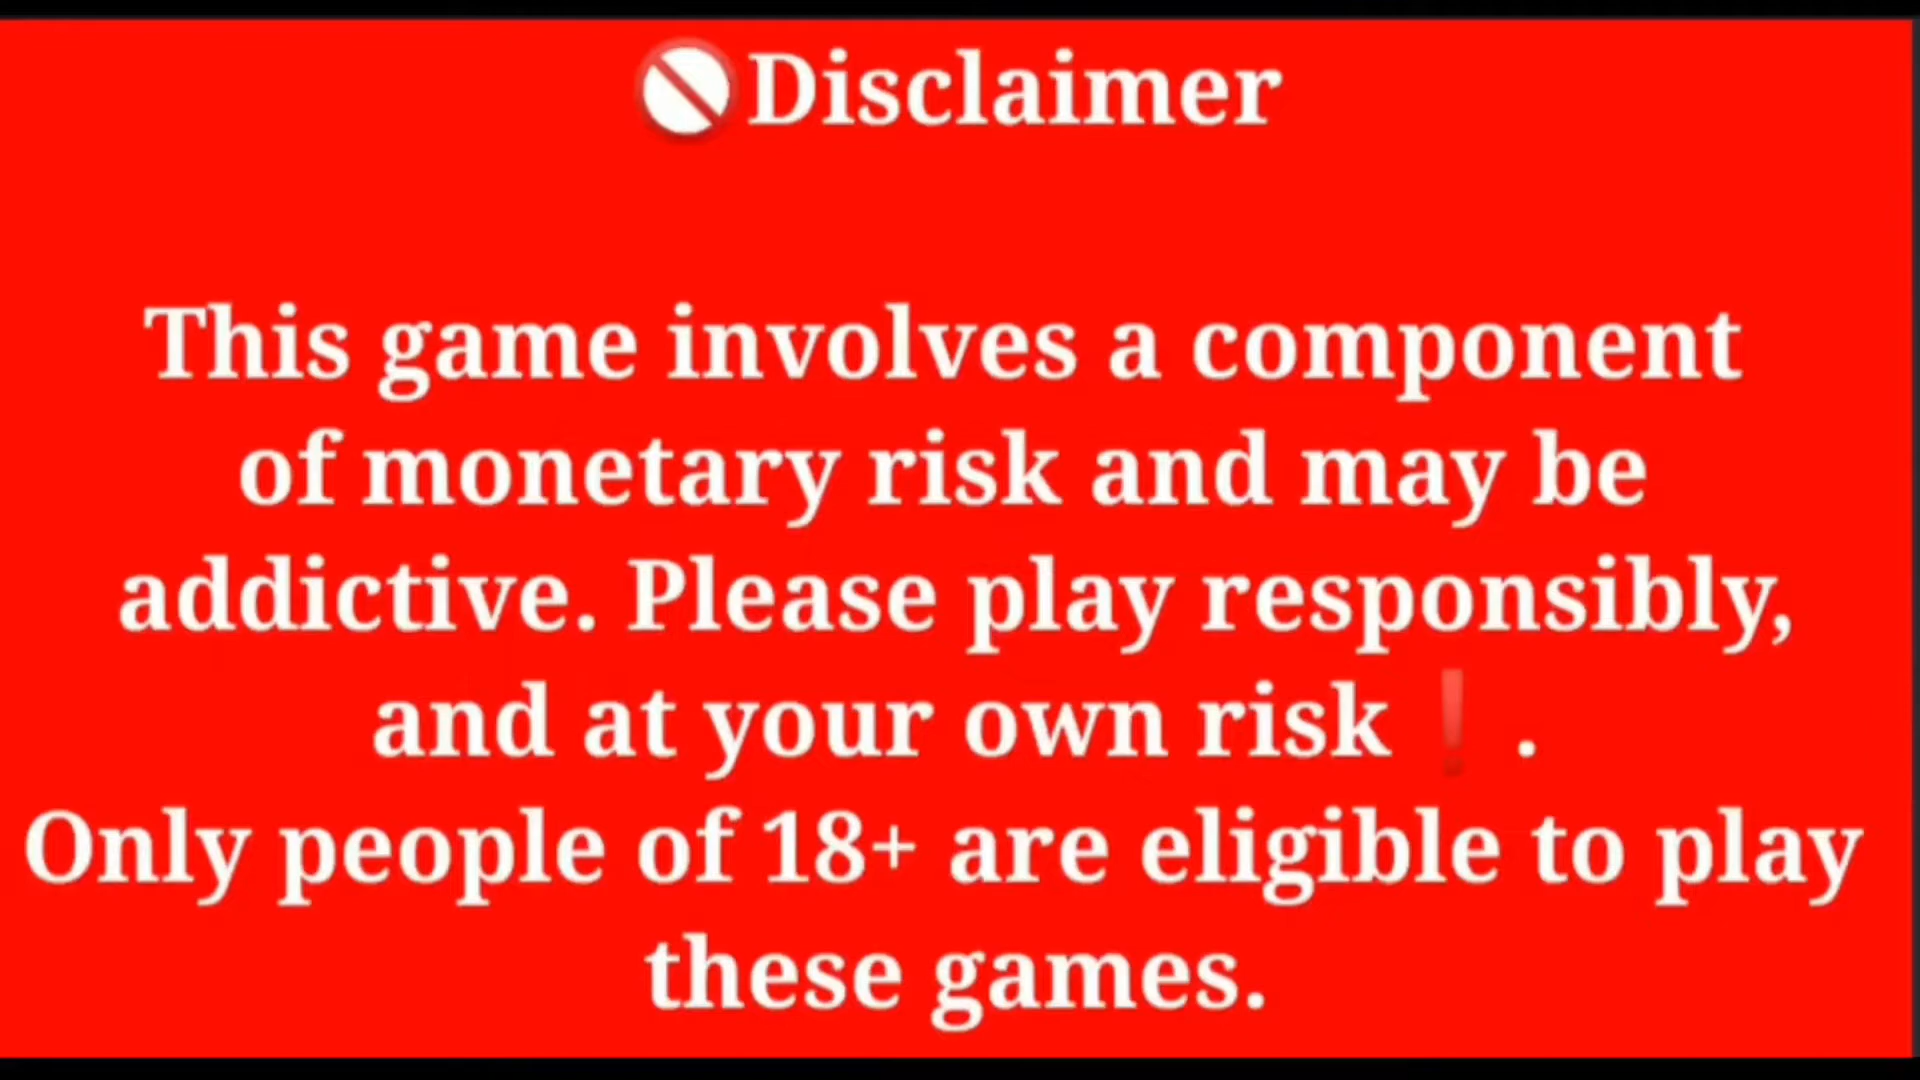 🚫Disclaimer
This game involves a component
of monetary risk and may be
addictive. Please play responsibly,
and at your own risk❗.
Only people of 18+ are eligible to play
these games.